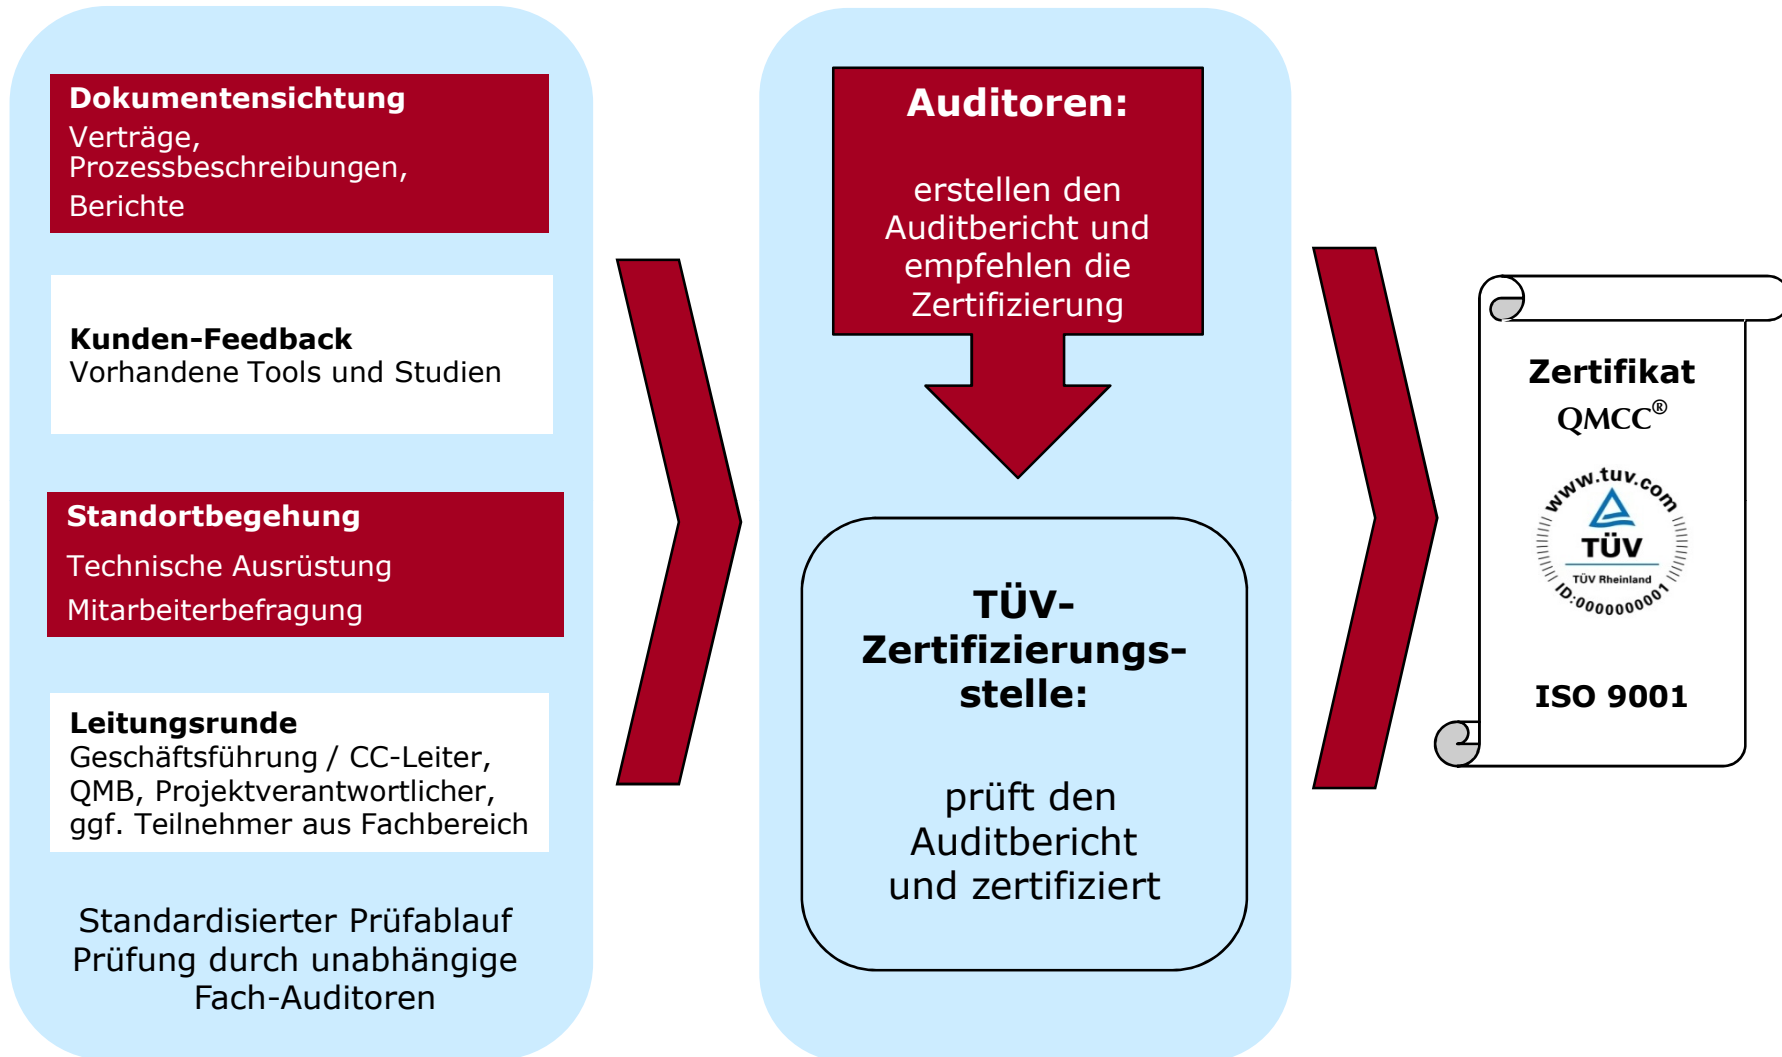 Dokumentensichtung
Verträge,
Prozessbeschreibungen,
Berichte
Kunden-Feedback
Vorhandene Tools und Studien
Standortbegehung
Technische Ausrüstung
Mitarbeiterbefragung
Leitungsrunde
Geschäftsführung / CC-Leiter,
QMB, Projektverantwortlicher,
ggf. Teilnehmer aus Fachbereich
Standardisierter Prüfablauf
Prüfung durch unabhängige
Fach-Auditoren
Auditoren:
erstellen den
Auditbericht und
empfehlen die
Zertifizierung
TÜV-
Zertifizierungs-
stelle:
prüft den
Auditbericht
und zertifiziert
Zertifikat
QMCC®
www.tuv.com
TÜV
TÜV Rheinland
ID:0000000001
ISO 9001